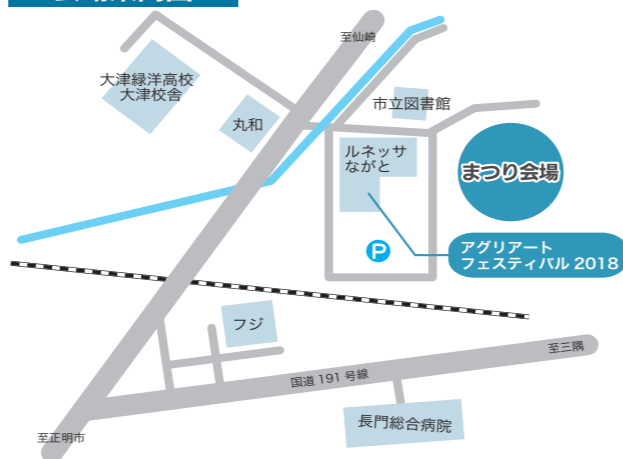 至仙崎
大津緑洋高校
大津校舎
丸和
市立図書館
ルネッサ
ながと
まつり会場
P
アグリアート
フェスティバル 2018
フジ
至三隅
国道 191 号線
長門総合病院
至正明市